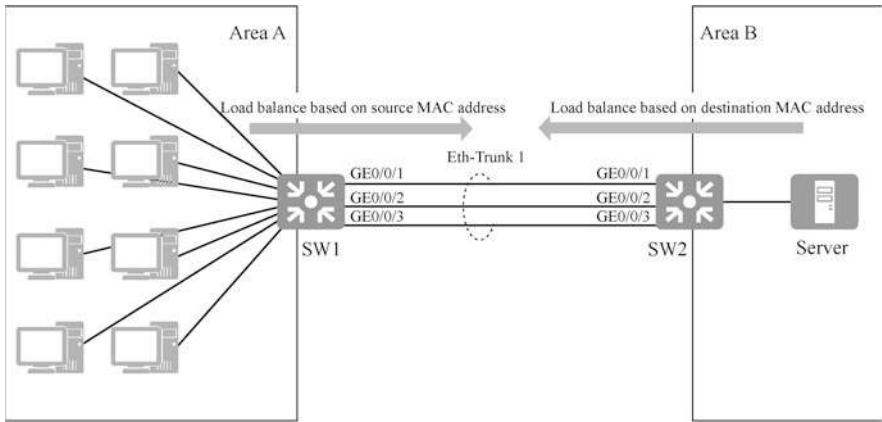 Area A
Area B
Load balance based on source MAC address
Load balance based on destination MAC address
Eth-Trunk 1
GE0/0/1
GE0/0/1
GE0/0/2
GE0/0/2
GE0/0/3
GE0/0/3
SW1
SW2
Server